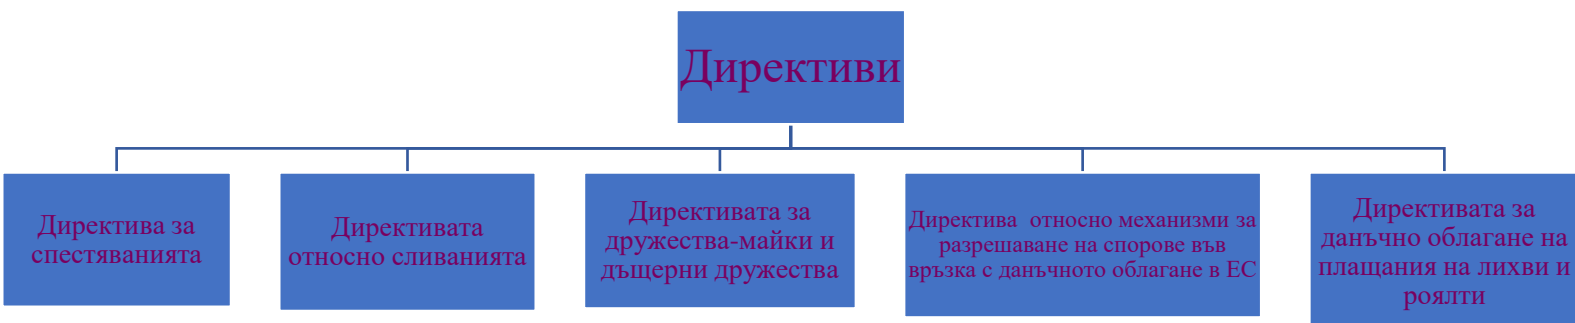 Директиви
Директива за
спестяванията
Директивата
относно сливанията
Директивата за
дружества-майки и
дъщерни дружества
Директива  относно механизми за
разрешаване на спорове във
връзка с данъчното облагане в ЕС
Директивата за
данъчно облагане на
плащания на лихви и
роялти